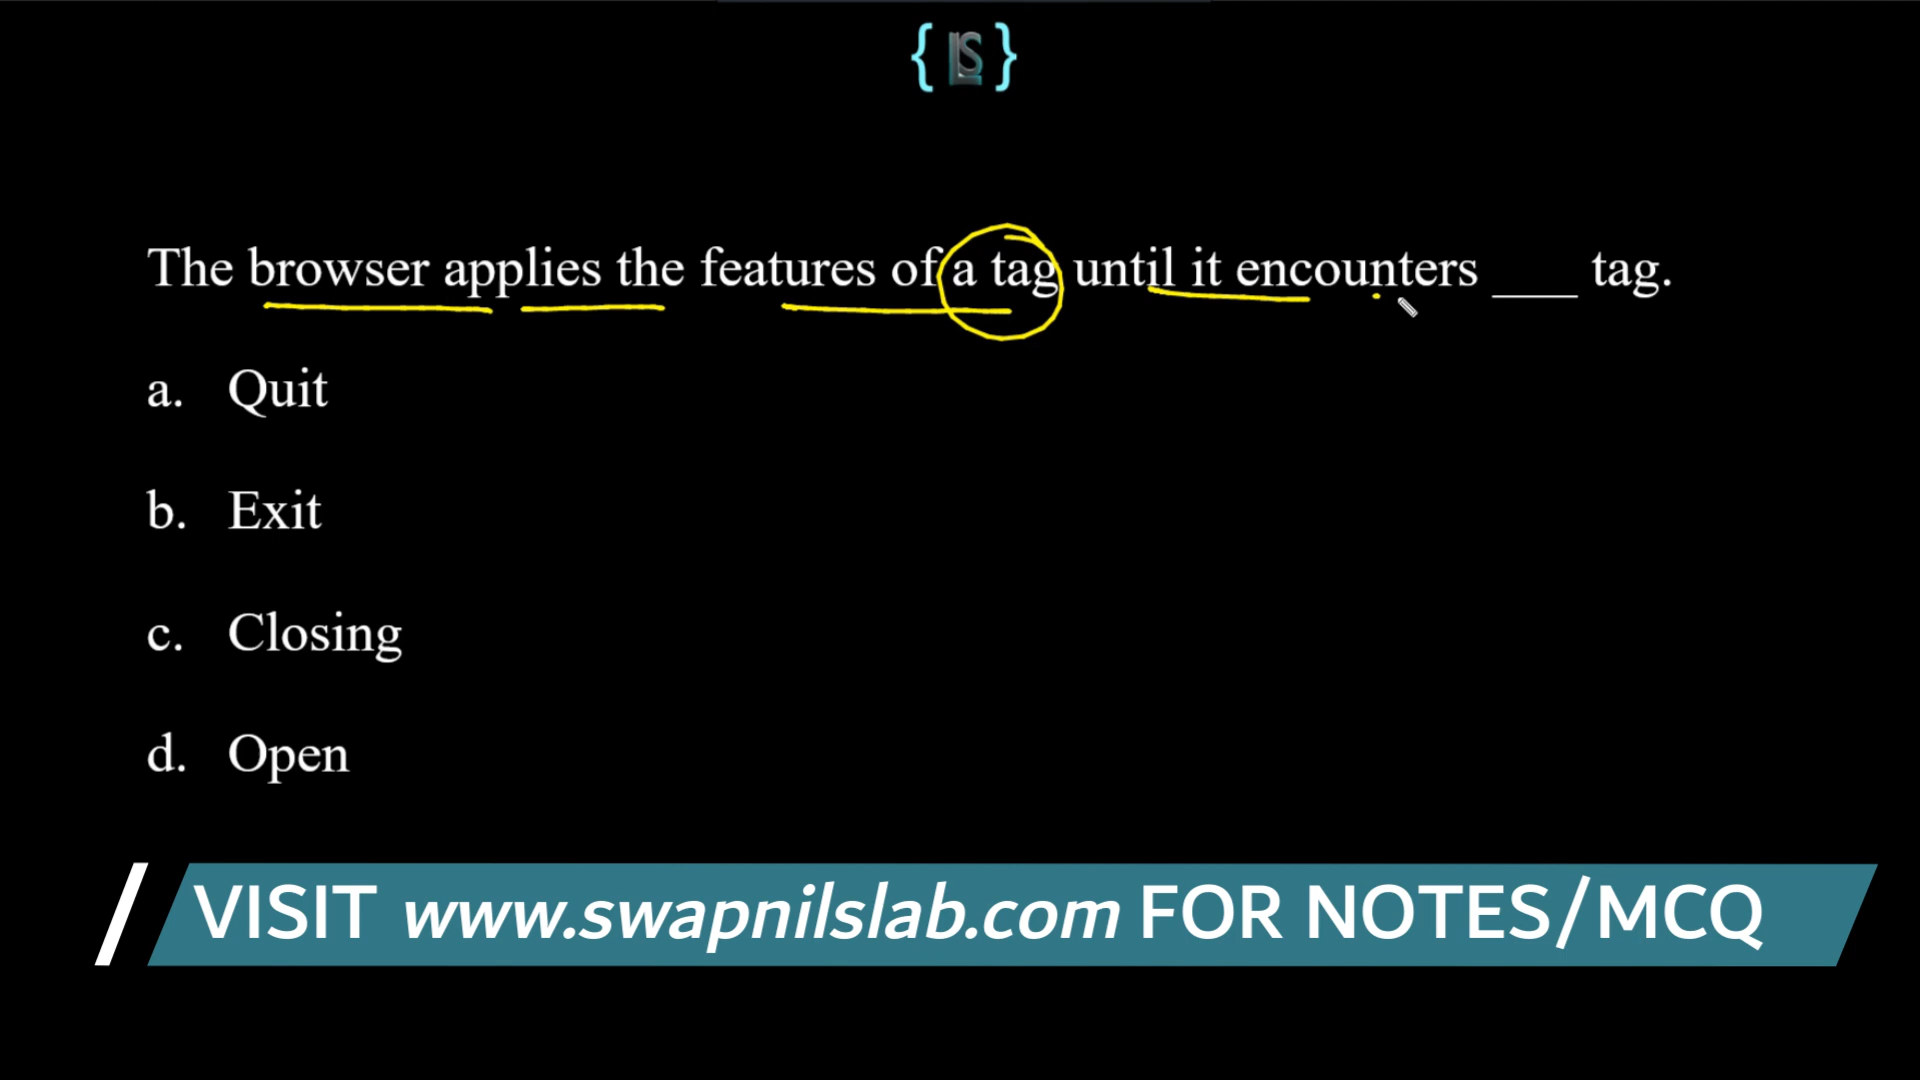 The browser applies the features of a tag until it encounters ___ tag.
a. Quit
b. Exit
c. Closing
d. Open
VISIT www.swapnilslab.com FOR NOTES/MCQ